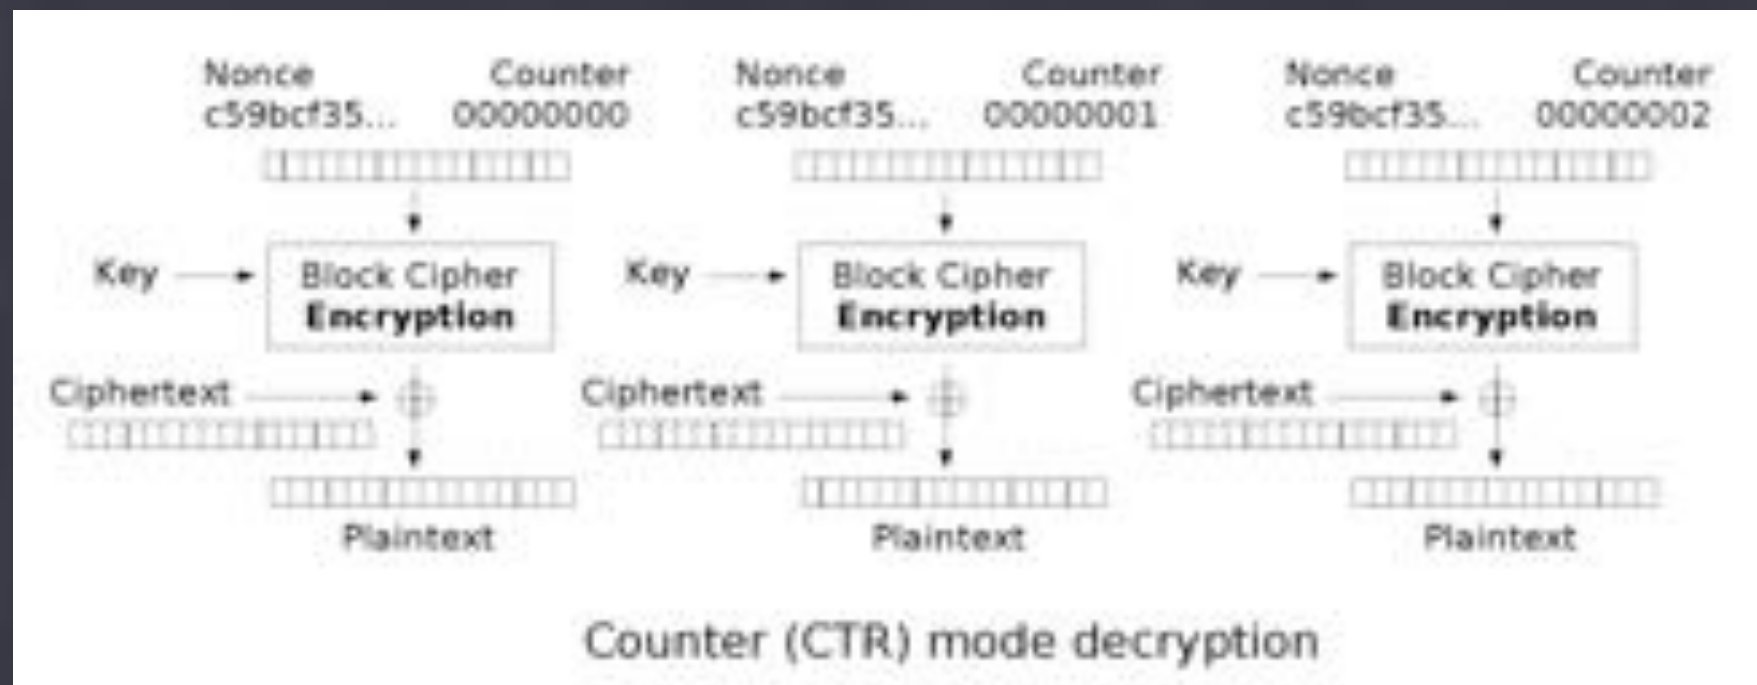 Nonce Counter Nonce Counter Nonce Counter
c59bcf35... 00000000 c59bcf35... 00000001 c59bcf35... 00000002
Key Block Cipher Key Block Cipher Key Block Cipher
Encryption Encryption Encryption
Ciphertext Ciphertext Ciphertext
Plaintext Plaintext Plaintext
Counter (CTR) mode decryption